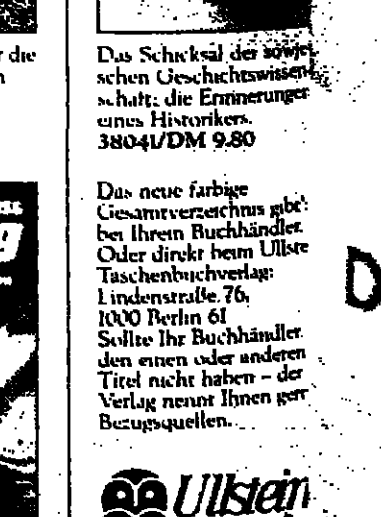 r die
Das Schicksal der sowjet
schen Geschichtswissen
schaft: die Erinnerunger
eines Historikers.
38041/DM 9.80
Das neue farbige
Gesamtverzeichnis gibt's
bei Ihrem Buchhändler.
Oder direkt beim Ullste
Taschenbuchverlag:
Lindenstraße 76,
1000 Berlin 61
Sollte Ihr Buchhändler
den einen oder anderen
Titel nicht haben – der
Verlag nennt Ihnen gern
Bezugsquellen.
D
Ullstein